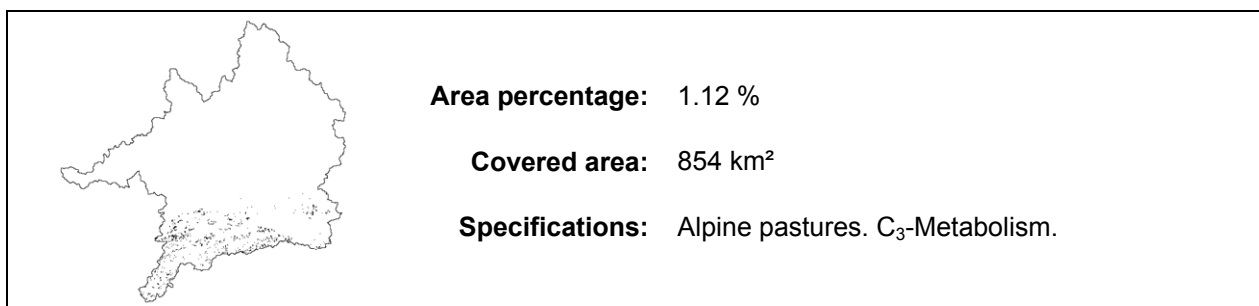 Area percentage: 1.12 %
Covered area: 854 km²
Specifications: Alpine pastures. C₃-Metabolism.